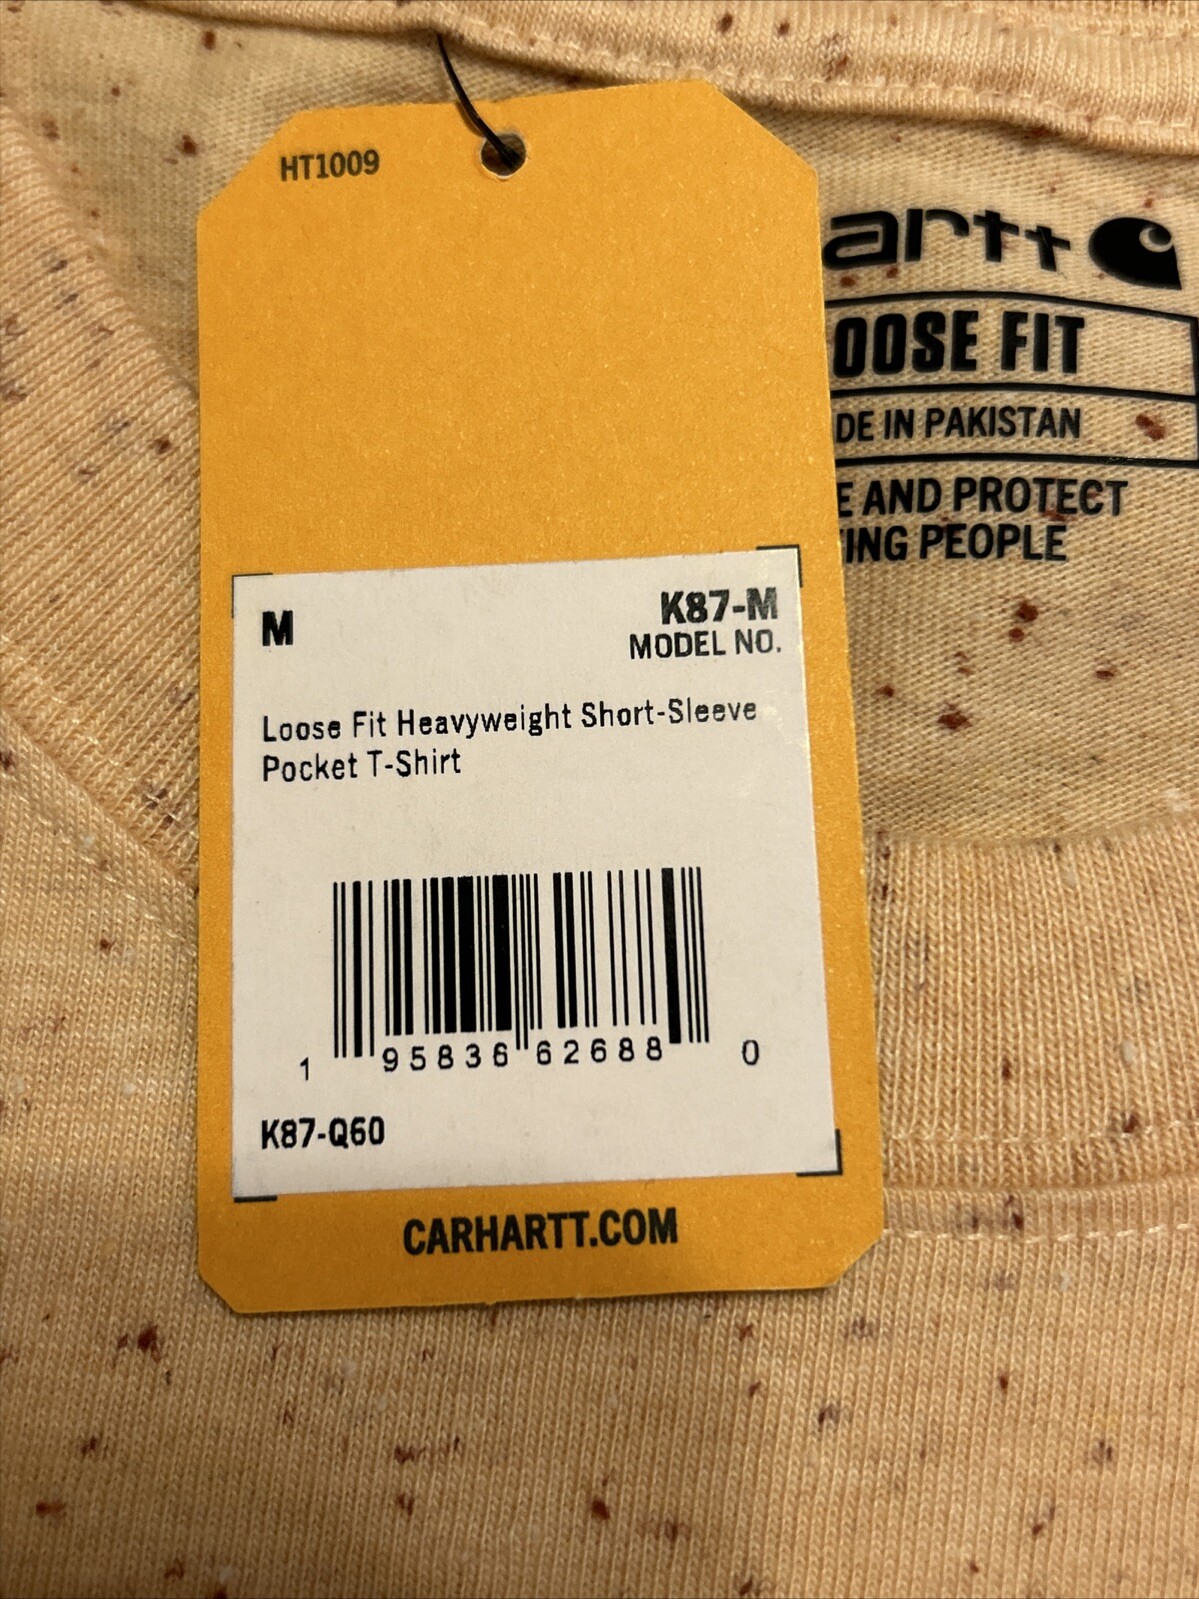 HT1009
artt
OOSE FIT
DE IN PAKISTAN
E AND PROTECT
ING PEOPLE
M
K87-M
MODEL NO.
Loose Fit Heavyweight Short-Sleeve
Pocket T-Shirt
1 95836 62688 0
K87-Q60
CARHARTT.COM